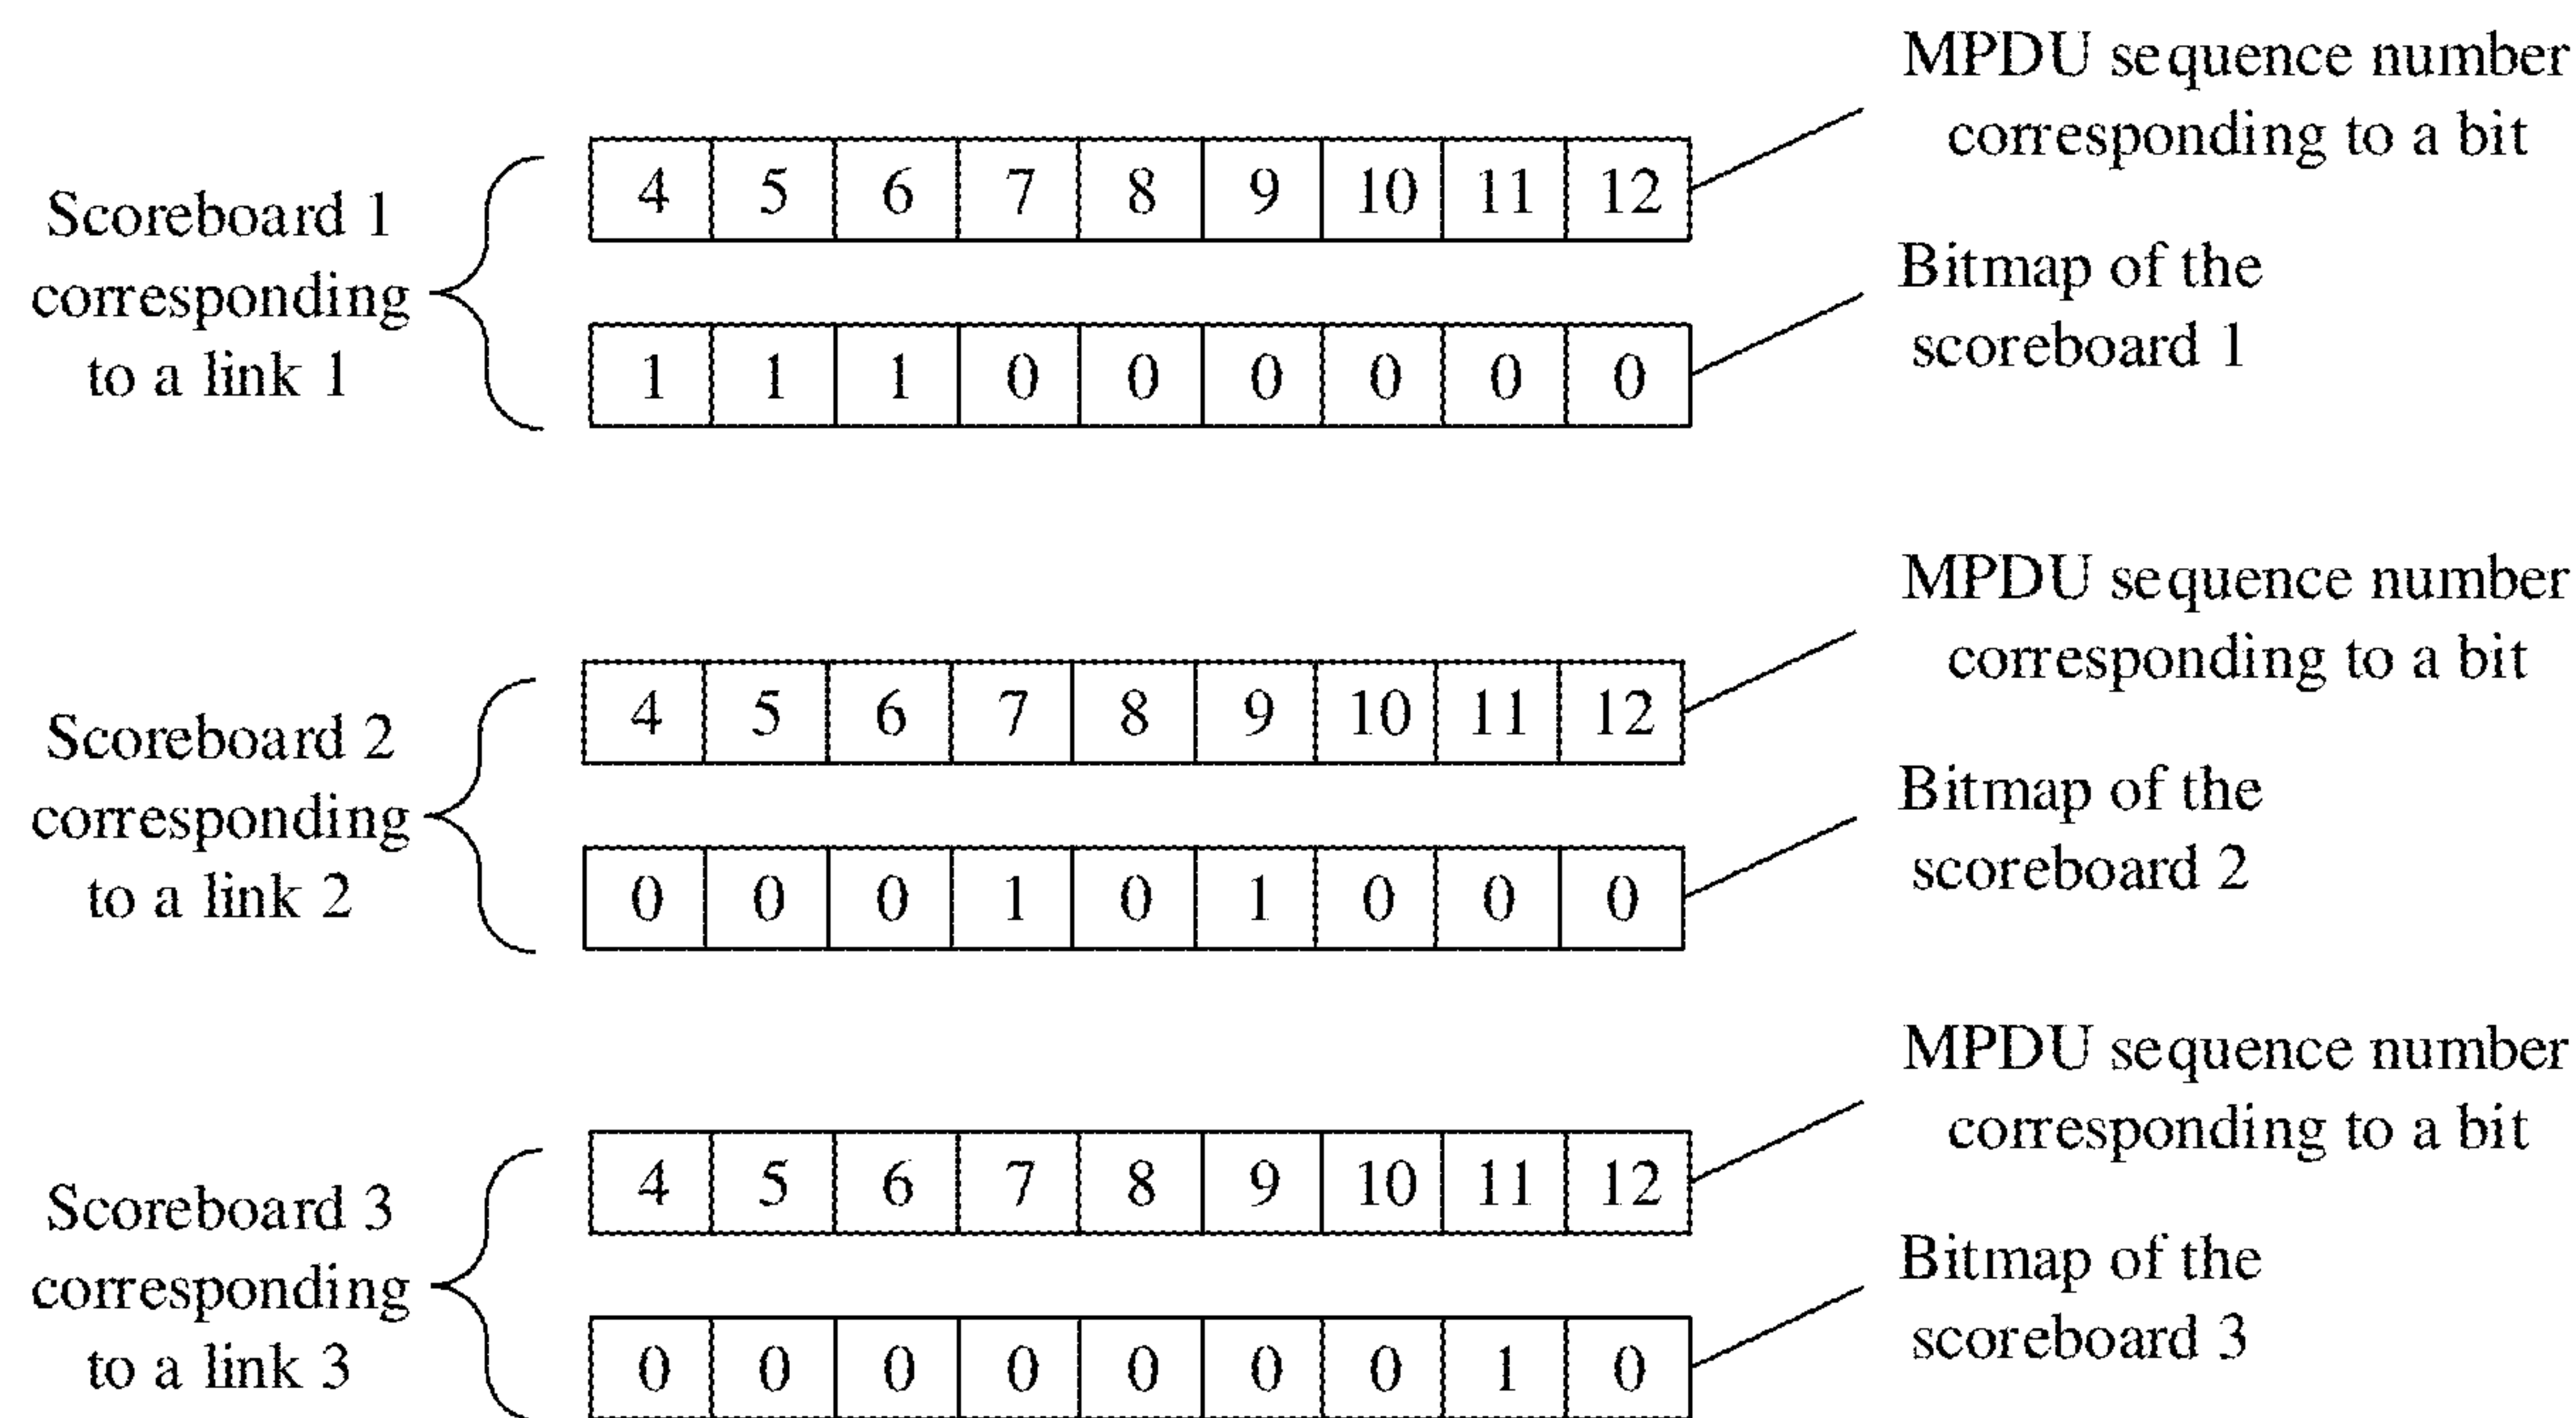 MPDU sequence number
corresponding to a bit
Scoreboard 1
corresponding
to a link 1
4 5 6 7 8 9 10 11 12
Bitmap of the
scoreboard 1
1 1 1 0 0 0 0 0 0
MPDU sequence number
corresponding to a bit
Scoreboard 2
corresponding
to a link 2
4 5 6 7 8 9 10 11 12
Bitmap of the
scoreboard 2
0 0 0 1 0 1 0 0 0
MPDU sequence number
corresponding to a bit
Scoreboard 3
corresponding
to a link 3
4 5 6 7 8 9 10 11 12
Bitmap of the
scoreboard 3
0 0 0 0 0 0 0 1 0